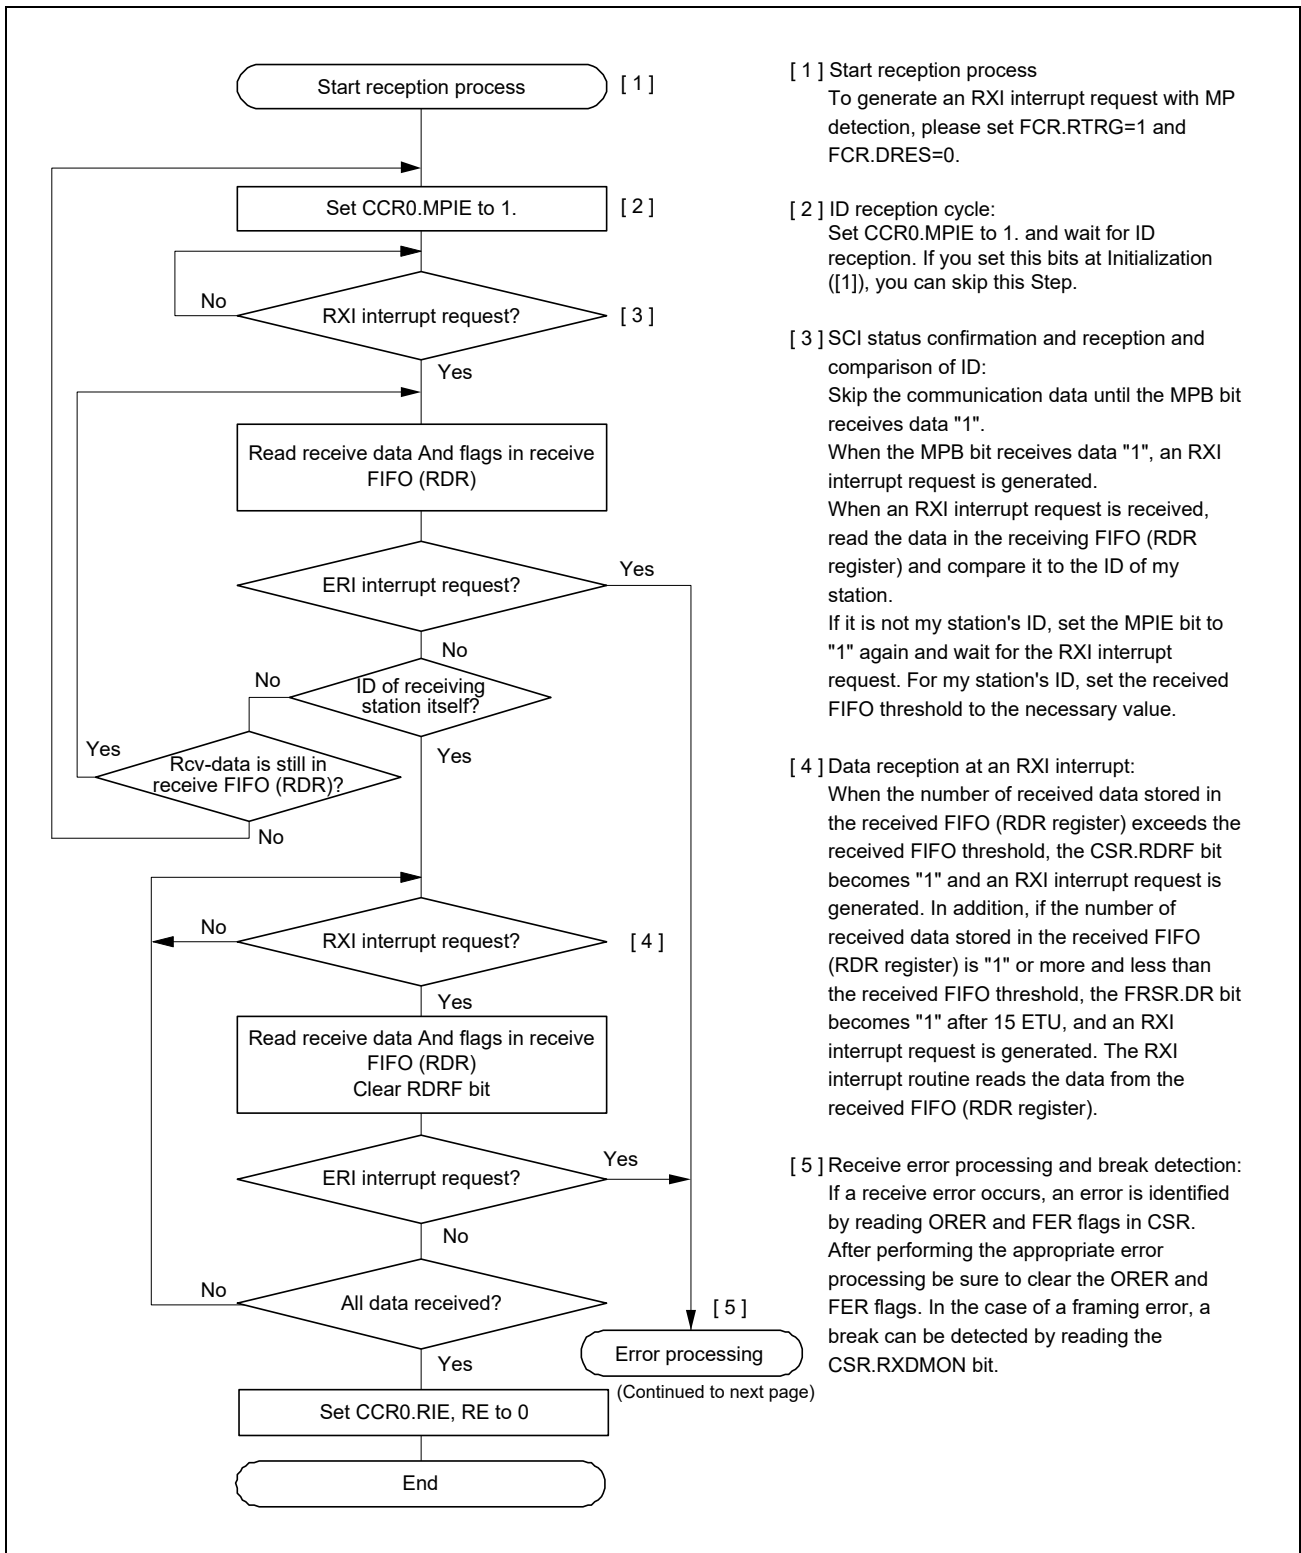 Start reception process
[ 1 ]
Set CCR0.MPIE to 1.
[ 2 ]
No
RXI interrupt request?
[ 3 ]
Yes
Read receive data And flags in receive
FIFO (RDR)
ERI interrupt request?
Yes
No
No
ID of receiving
station itself?
Yes
Yes
Rcv-data is still in
receive FIFO (RDR)?
No
No
RXI interrupt request?
[ 4 ]
Yes
Read receive data And flags in receive
FIFO (RDR)
Clear RDRF bit
ERI interrupt request?
Yes
No
No
All data received?
[ 5 ]
Yes
Error processing
(Continued to next page)
Set CCR0.RIE, RE to 0
End
[ 1 ] Start reception process
To generate an RXI interrupt request with MP
detection, please set FCR.RTRG=1 and
FCR.DRES=0.
[ 2 ] ID reception cycle:
Set CCR0.MPIE to 1. and wait for ID
reception. If you set this bits at Initialization
([1]), you can skip this Step.
[ 3 ] SCI status confirmation and reception and
comparison of ID:
Skip the communication data until the MPB bit
receives data "1".
When the MPB bit receives data "1", an RXI
interrupt request is generated.
When an RXI interrupt request is received,
read the data in the receiving FIFO (RDR
register) and compare it to the ID of my
station.
If it is not my station's ID, set the MPIE bit to
"1" again and wait for the RXI interrupt
request. For my station's ID, set the received
FIFO threshold to the necessary value.
[ 4 ] Data reception at an RXI interrupt:
When the number of received data stored in
the received FIFO (RDR register) exceeds the
received FIFO threshold, the CSR.RDRF bit
becomes "1" and an RXI interrupt request is
generated. In addition, if the number of
received data stored in the received FIFO
(RDR register) is "1" or more and less than
the received FIFO threshold, the FRSR.DR bit
becomes "1" after 15 ETU, and an RXI
interrupt request is generated. The RXI
interrupt routine reads the data from the
received FIFO (RDR register).
[ 5 ] Receive error processing and break detection:
If a receive error occurs, an error is identified
by reading ORER and FER flags in CSR.
After performing the appropriate error
processing be sure to clear the ORER and
FER flags. In the case of a framing error, a
break can be detected by reading the
CSR.RXDMON bit.